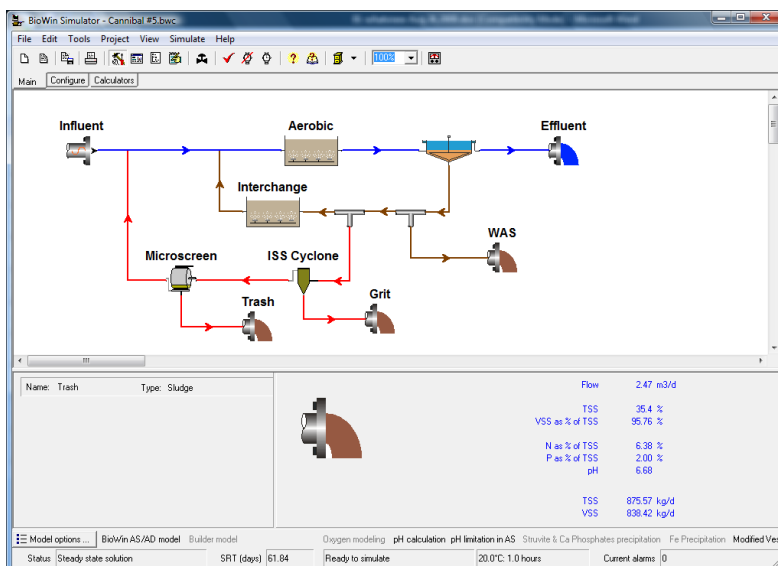 BioWin Simulator - Cannibal #5.bwc
File Edit Tools Project View Simulate Help
100%
Main Configure Calculators
Influent Aerobic Effluent
Interchange
WAS
Microscreen ISS Cyclone
Trash Grit
Name: Trash Type: Sludge
Flow 2.47 m3/d
TSS 35.4 %
VSS as % of TSS 95.76 %
N as % of TSS 6.38 %
P as % of TSS 2.00 %
pH 6.68
TSS 875.57 kg/d
VSS 838.42 kg/d
Model options ... BioWin AS/AD model Builder model Oxygen modeling pH calculation pH limitation in AS Struvite & Ca Phosphates precipitation Fe Precipitation Modified Ves
Status Steady state solution SRT (days) 61.84 Ready to simulate 20.0°C: 1.0 hours Current alarms 0